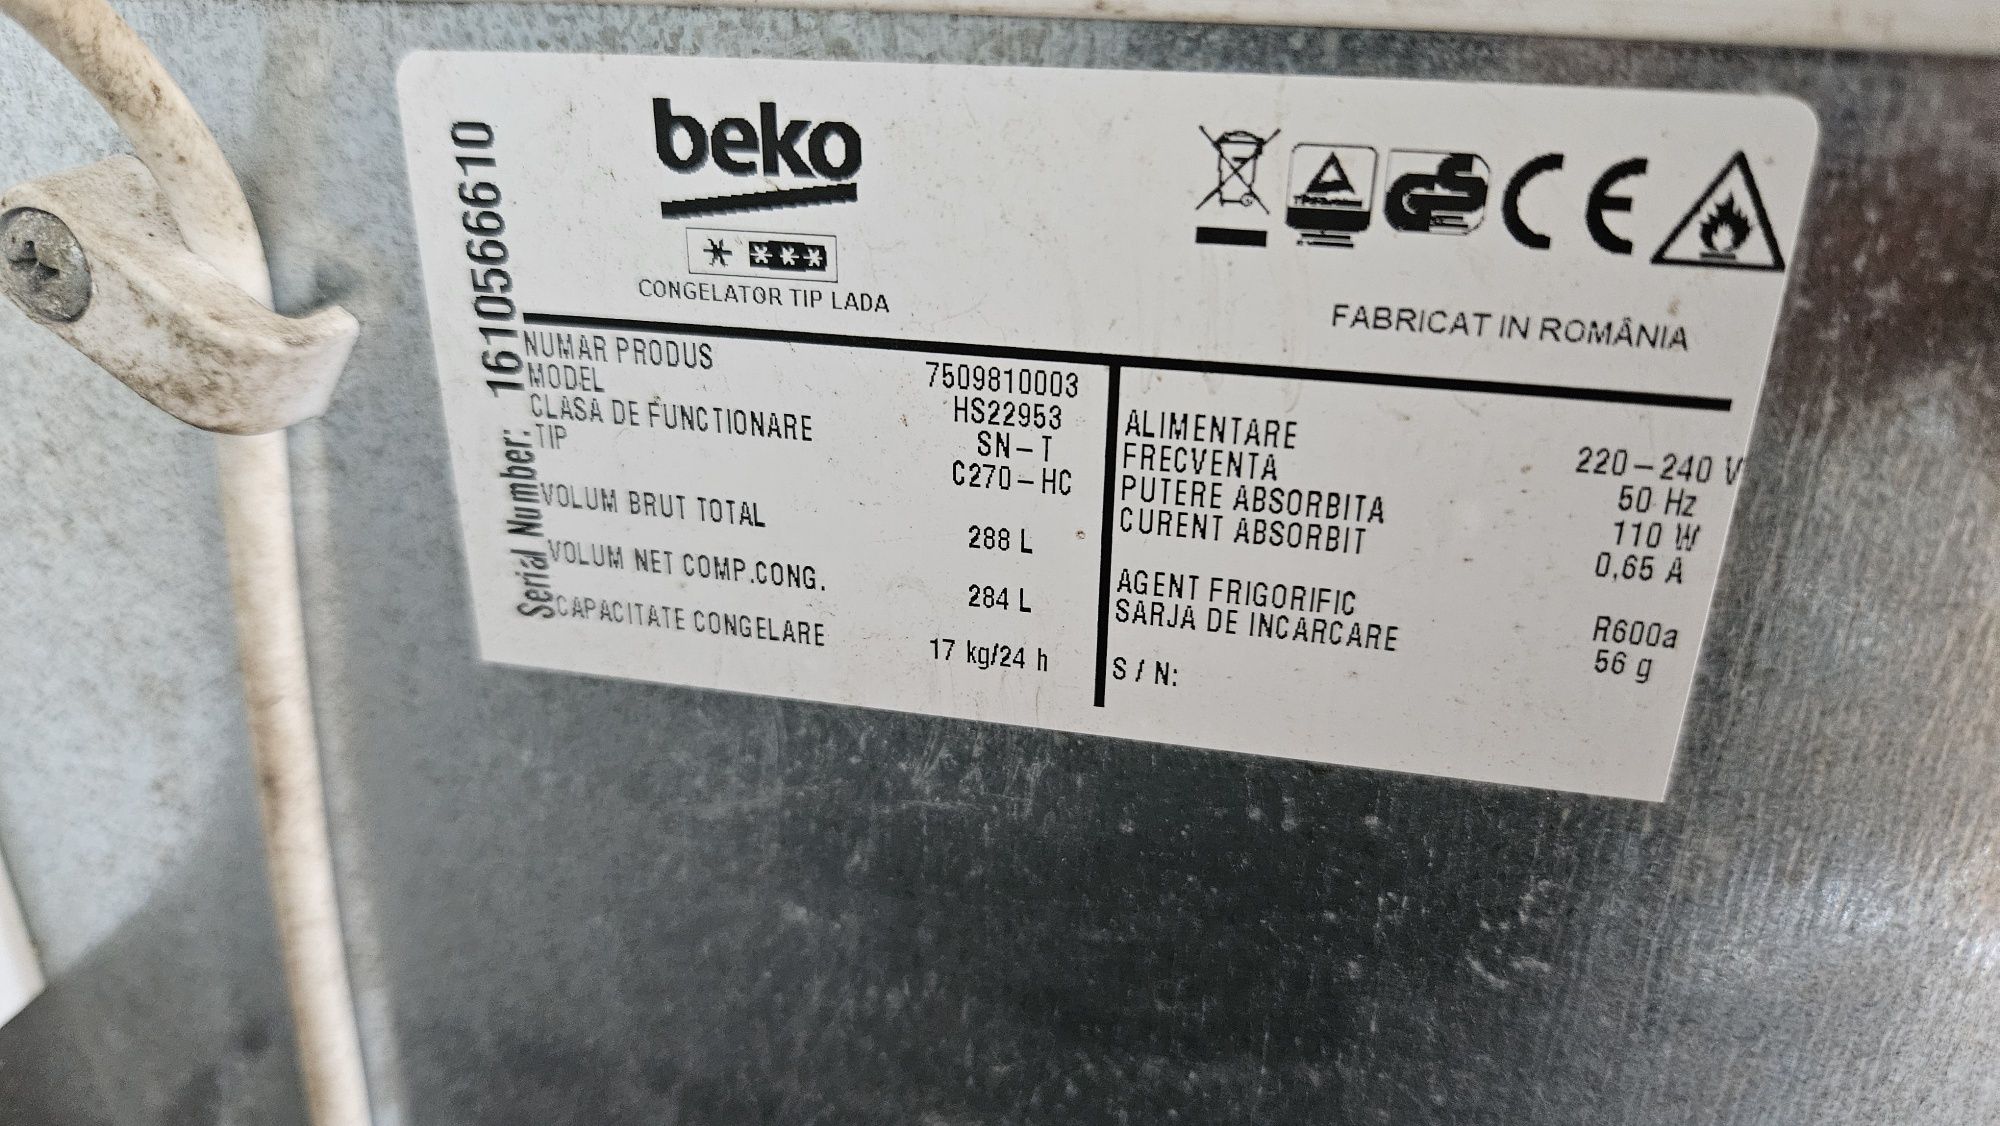 beko
CONGELATOR TIP LADA
FABRICAT IN ROMÂNIA
Serial Number: 161056​6610
NUMAR PRODUS 7509810003
MODEL HS22953
CLASA DE FUNCTIONARE SN-T
TIP C270-HC
VOLUM BRUT TOTAL 288 L
VOLUM NET COMP.CONG. 284 L
CAPACITATE CONGELARE 17 kg/24 h
ALIMENTARE 220-240 V
FRECVENTA 50 Hz
PUTERE ABSORBITA 110 W
CURENT ABSORBIT 0,65 A
AGENT FRIGORIFIC R600a
SARJA DE INCARCARE 56 g
S / N: